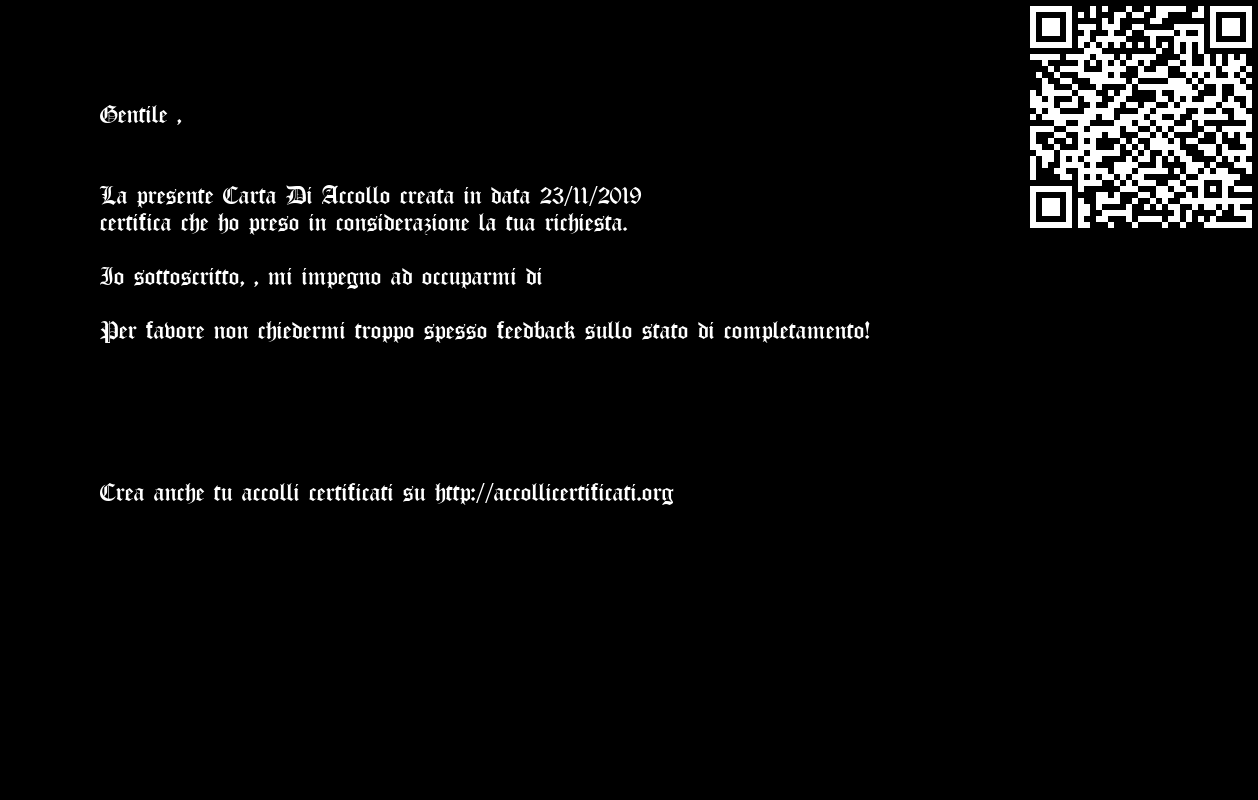 Gentile ,
La presente Carta Di Accollo creata in data 23/11/2019
certifica che ho preso in considerazione la tua richiesta.
Io sottoscritto, , mi impegno ad occuparmi di
Per favore non chiedermi troppo spesso feedback sullo stato di completamento!
Crea anche tu accolli certificati su http://accollicertificati.org